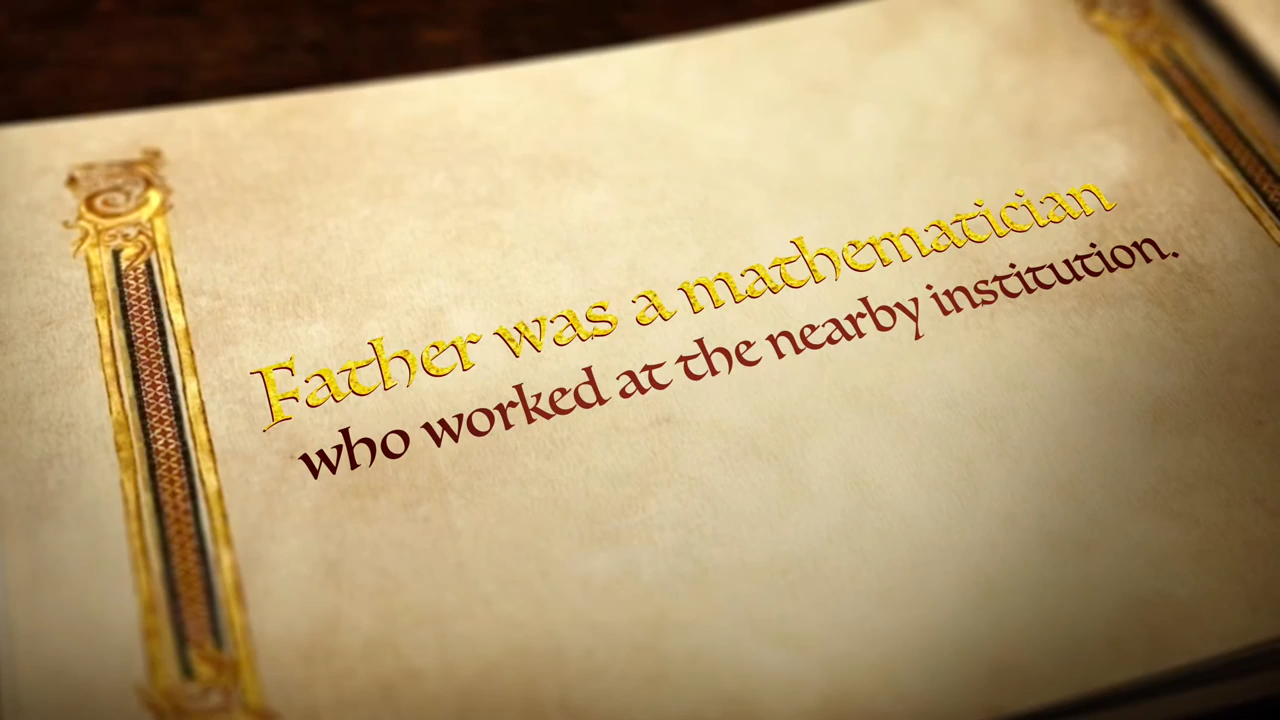 Father was a mathematician
who worked at the nearby institution.